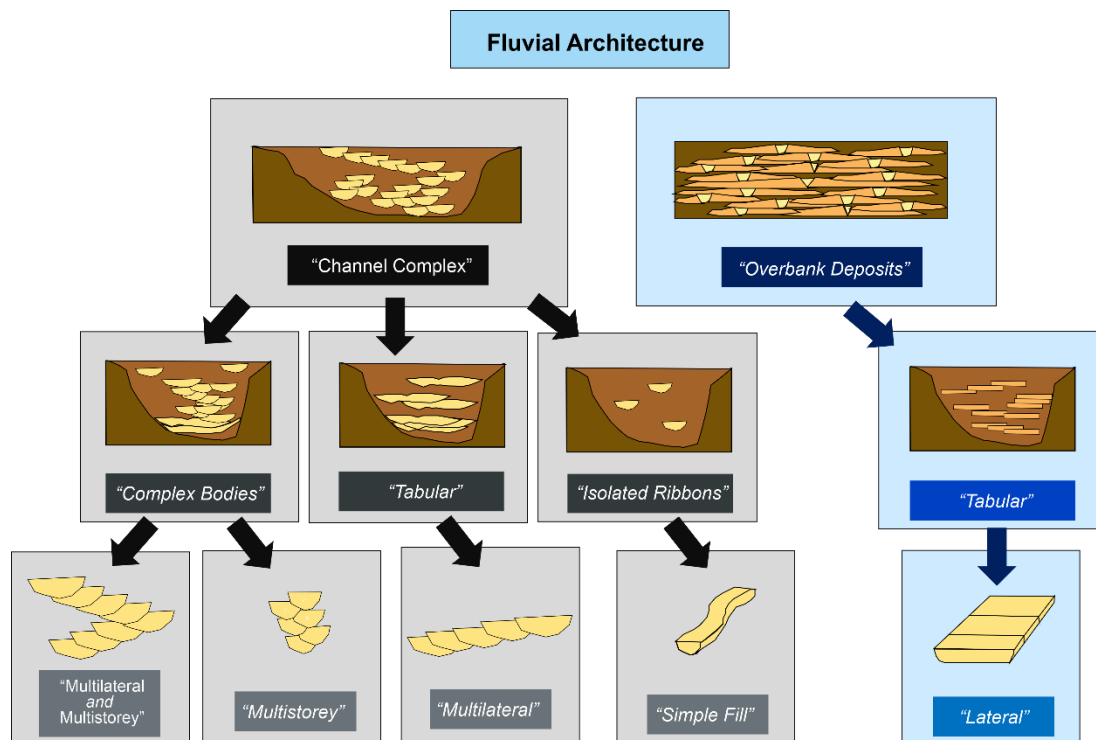 Fluvial Architecture
“Channel Complex”
“Overbank Deposits”
“Complex Bodies”
“Tabular”
“Isolated Ribbons”
“Tabular”
“Multilateral
and
Multistorey”
“Multistorey”
“Multilateral”
“Simple Fill”
“Lateral”